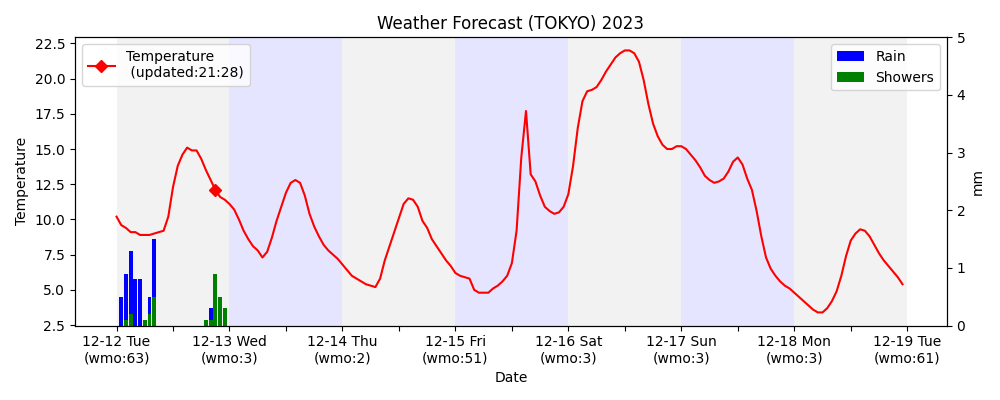 Weather Forecast (TOKYO) 2023
Temperature
(updated:21:28)
Rain
Showers
Temperature
22.5
20.0
17.5
15.0
12.5
10.0
7.5
5.0
2.5
5
4
3
2
1
0
mm
12-12 Tue
(wmo:63)
12-13 Wed
(wmo:3)
12-14 Thu
(wmo:2)
12-15 Fri
(wmo:51)
12-16 Sat
(wmo:3)
12-17 Sun
(wmo:3)
12-18 Mon
(wmo:3)
12-19 Tue
(wmo:61)
Date